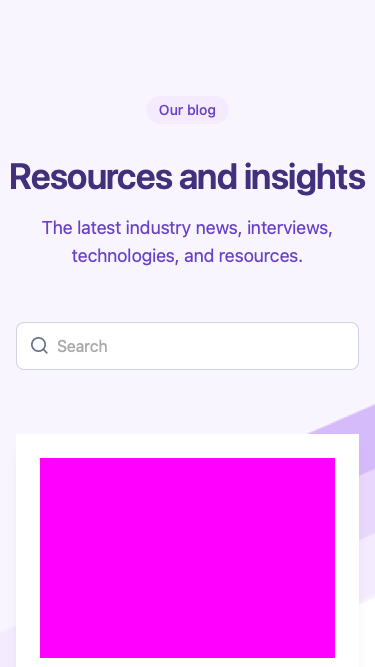 Our blog
Resources and insights
The latest industry news, interviews,
technologies, and resources.
Search